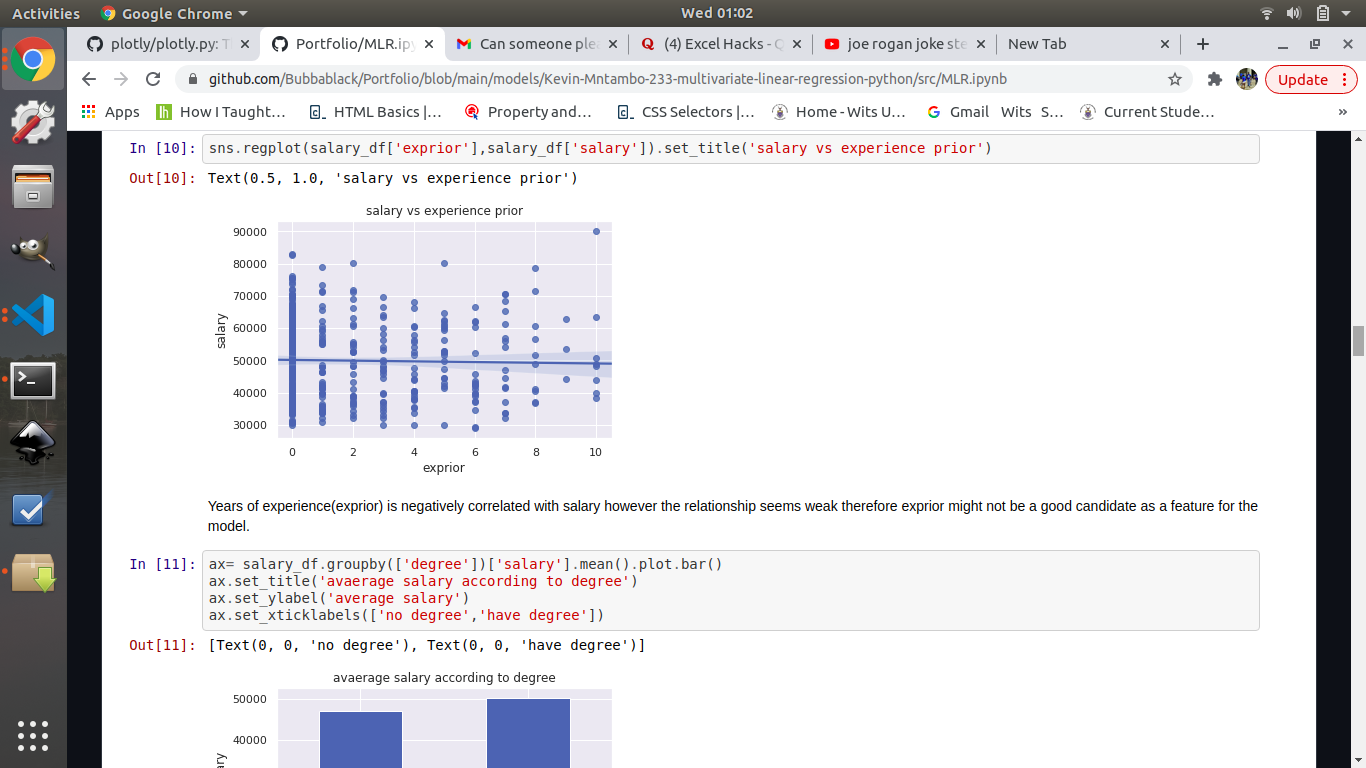 Activities
Google Chrome
Wed 01:02
plotly/plotly.py: T
Portfolio/MLR.ipy
Can someone ple
(4) Excel Hacks - Q
joe rogan joke ste
New Tab
github.com/Bubbablack/Portfolio/blob/main/models/Kevin-Mntambo-233-multivariate-linear-regression-python/src/MLR.ipynb
Update
Apps
How I Taught...
HTML Basics |...
Property and...
CSS Selectors |...
Home - Wits U...
Gmail Wits S...
Current Stude...
»
In [10]: sns.regplot(salary_df['exprior'],salary_df['salary']).set_title('salary vs experience prior')
Out[10]: Text(0.5, 1.0, 'salary vs experience prior')
salary vs experience prior
90000
80000
70000
60000
50000
40000
30000
salary
0 2 4 6 8 10
exprior
Years of experience(exprior) is negatively correlated with salary however the relationship seems weak therefore exprior might not be a good candidate as a feature for the
model.
In [11]: ax= salary_df.groupby(['degree'])['salary'].mean().plot.bar()
ax.set_title('avaerage salary according to degree')
ax.set_ylabel('average salary')
ax.set_xticklabels(['no degree','have degree'])
Out[11]: [Text(0, 0, 'no degree'), Text(0, 0, 'have degree')]
avaerage salary according to degree
50000
40000
ary